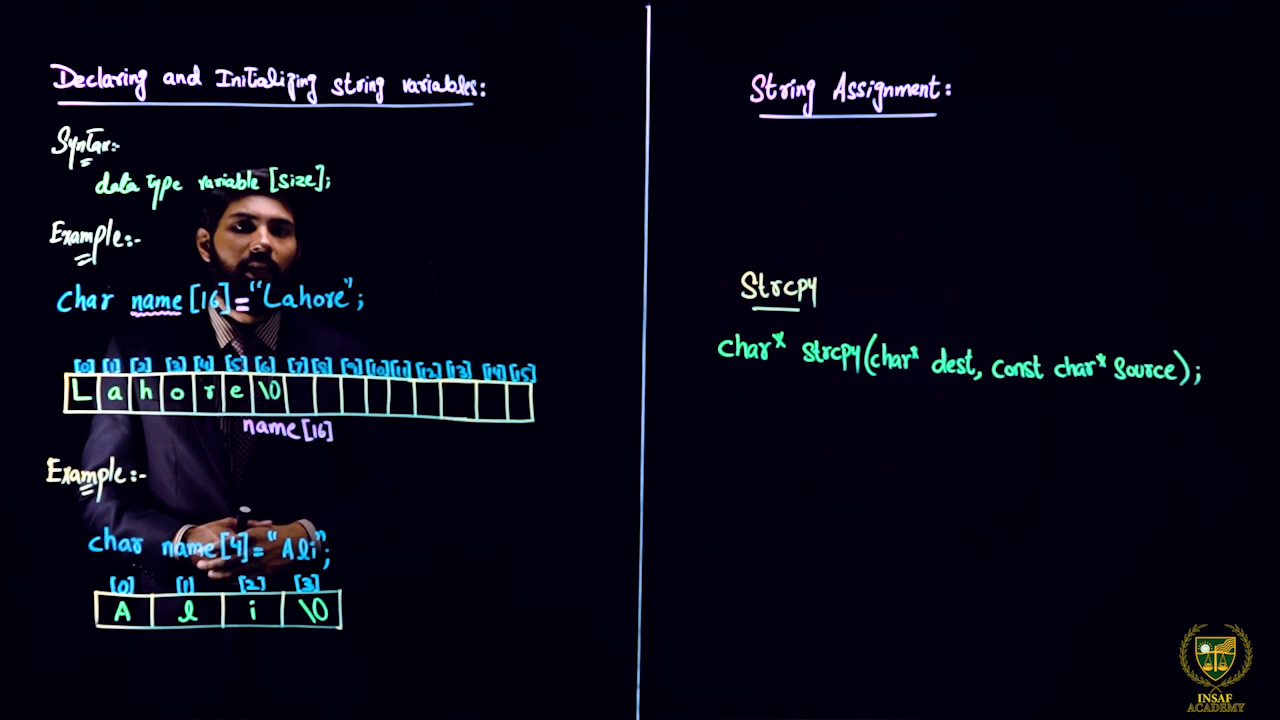 Declaring and Initializing string variables:
Syntax:-
data type variable [size];
Example:-
char name [16] = "Lahore";
[0] [1] [2] [3] [4] [5] [6] [7] [8] [9] [10] [11] [12] [13] [14] [15]
L a h o r e \0
name [16]
Example:-
char name [4] = "Ali";
[0] [1] [2] [3]
A l i \0
String Assignment:
Strcpy
char* strcpy(char* dest, const char* source);
INSAF
ACADEMY